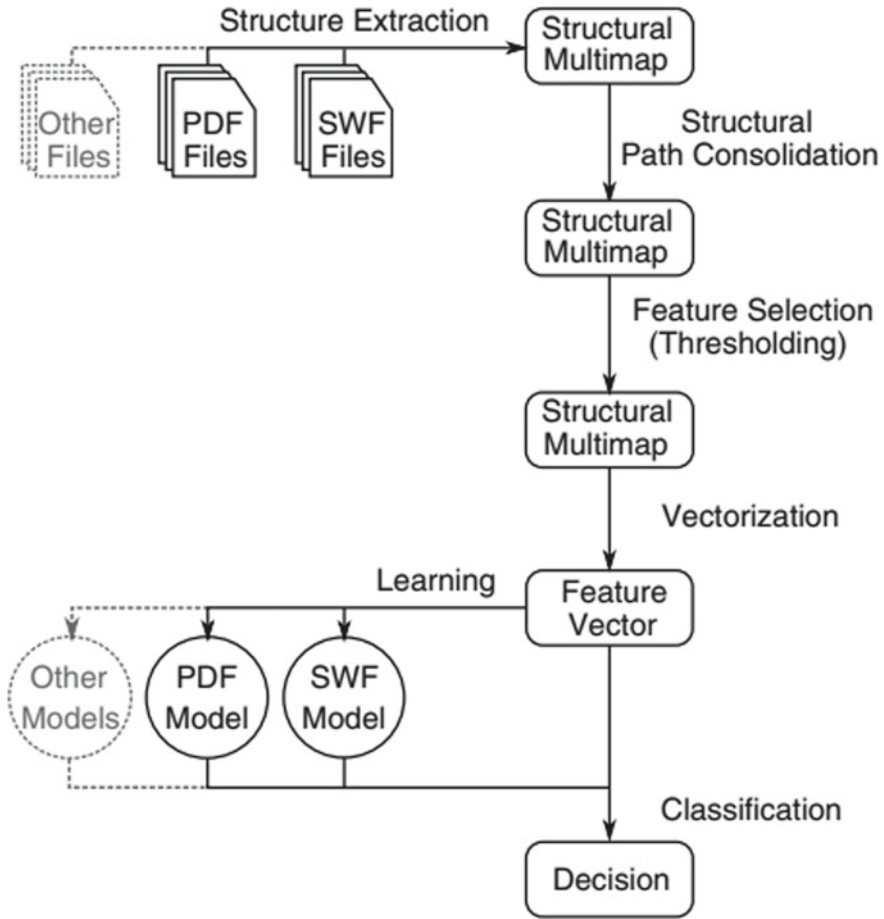 Structure Extraction
Structural
Multimap
Other
Files
PDF
Files
SWF
Files
Structural
Path Consolidation
Structural
Multimap
Feature Selection
(Thresholding)
Structural
Multimap
Vectorization
Learning
Feature
Vector
Other
Models
PDF
Model
SWF
Model
Classification
Decision